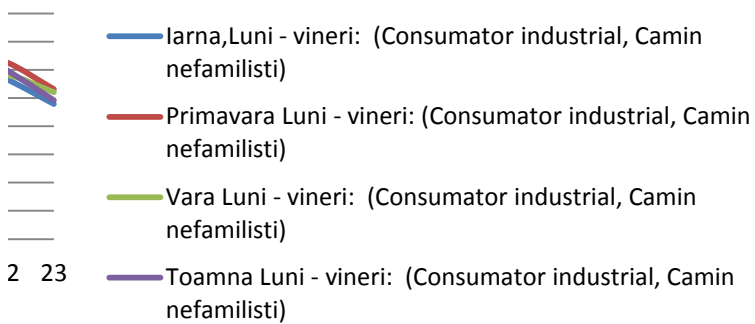 Iarna,Luni - vineri:  (Consumator industrial, Camin
nefamilisti)
Primavara Luni - vineri: (Consumator industrial, Camin
nefamilisti)
Vara Luni - vineri:  (Consumator industrial, Camin
nefamilisti)
2 23
Toamna Luni - vineri:  (Consumator industrial, Camin
nefamilisti)